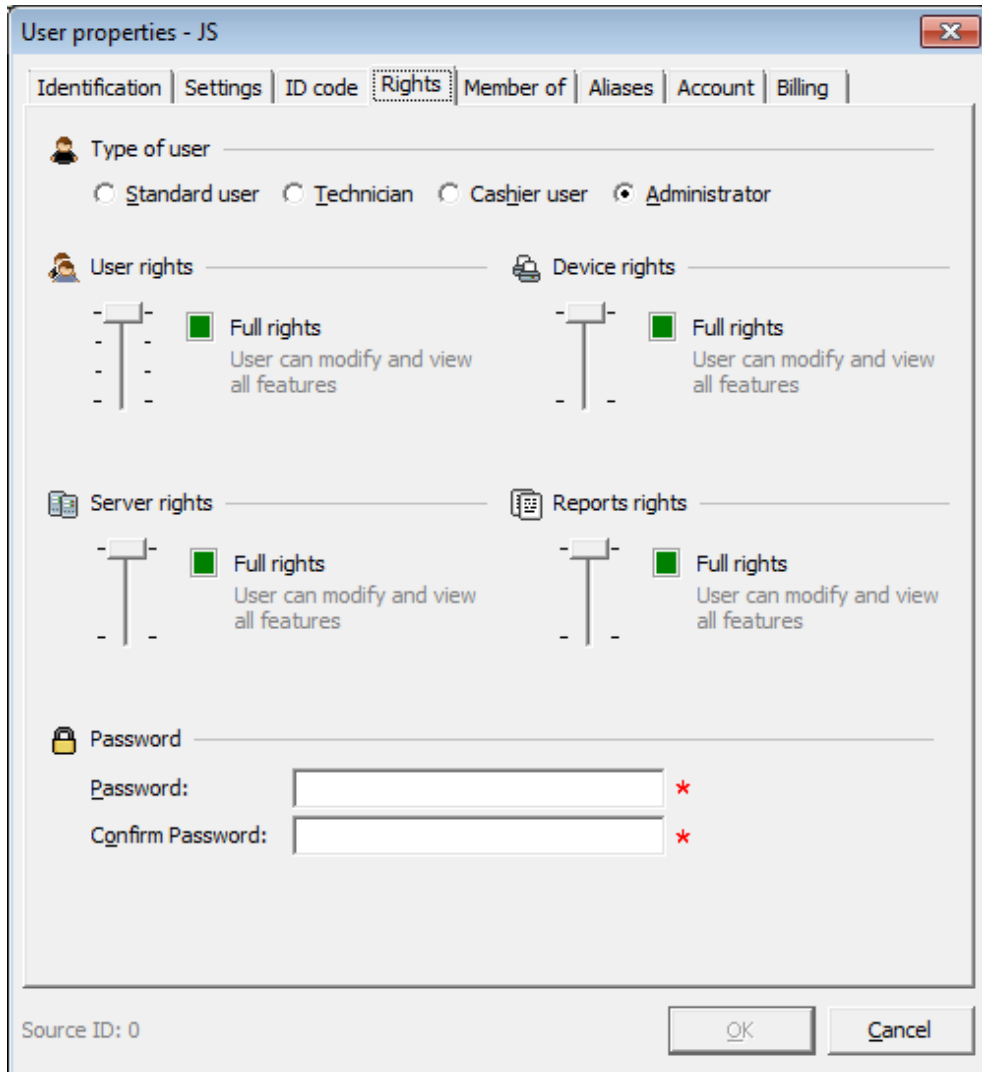 User properties - JS
Identification Settings ID code Rights Member of Aliases Account Billing
Type of user
Standard user Technician Cashier user Administrator
User rights Device rights
Full rights Full rights
User can modify and view User can modify and view
all features all features
Server rights Reports rights
Full rights Full rights
User can modify and view User can modify and view
all features all features
Password
Password: *
Confirm Password: *
Source ID: 0 OK Cancel